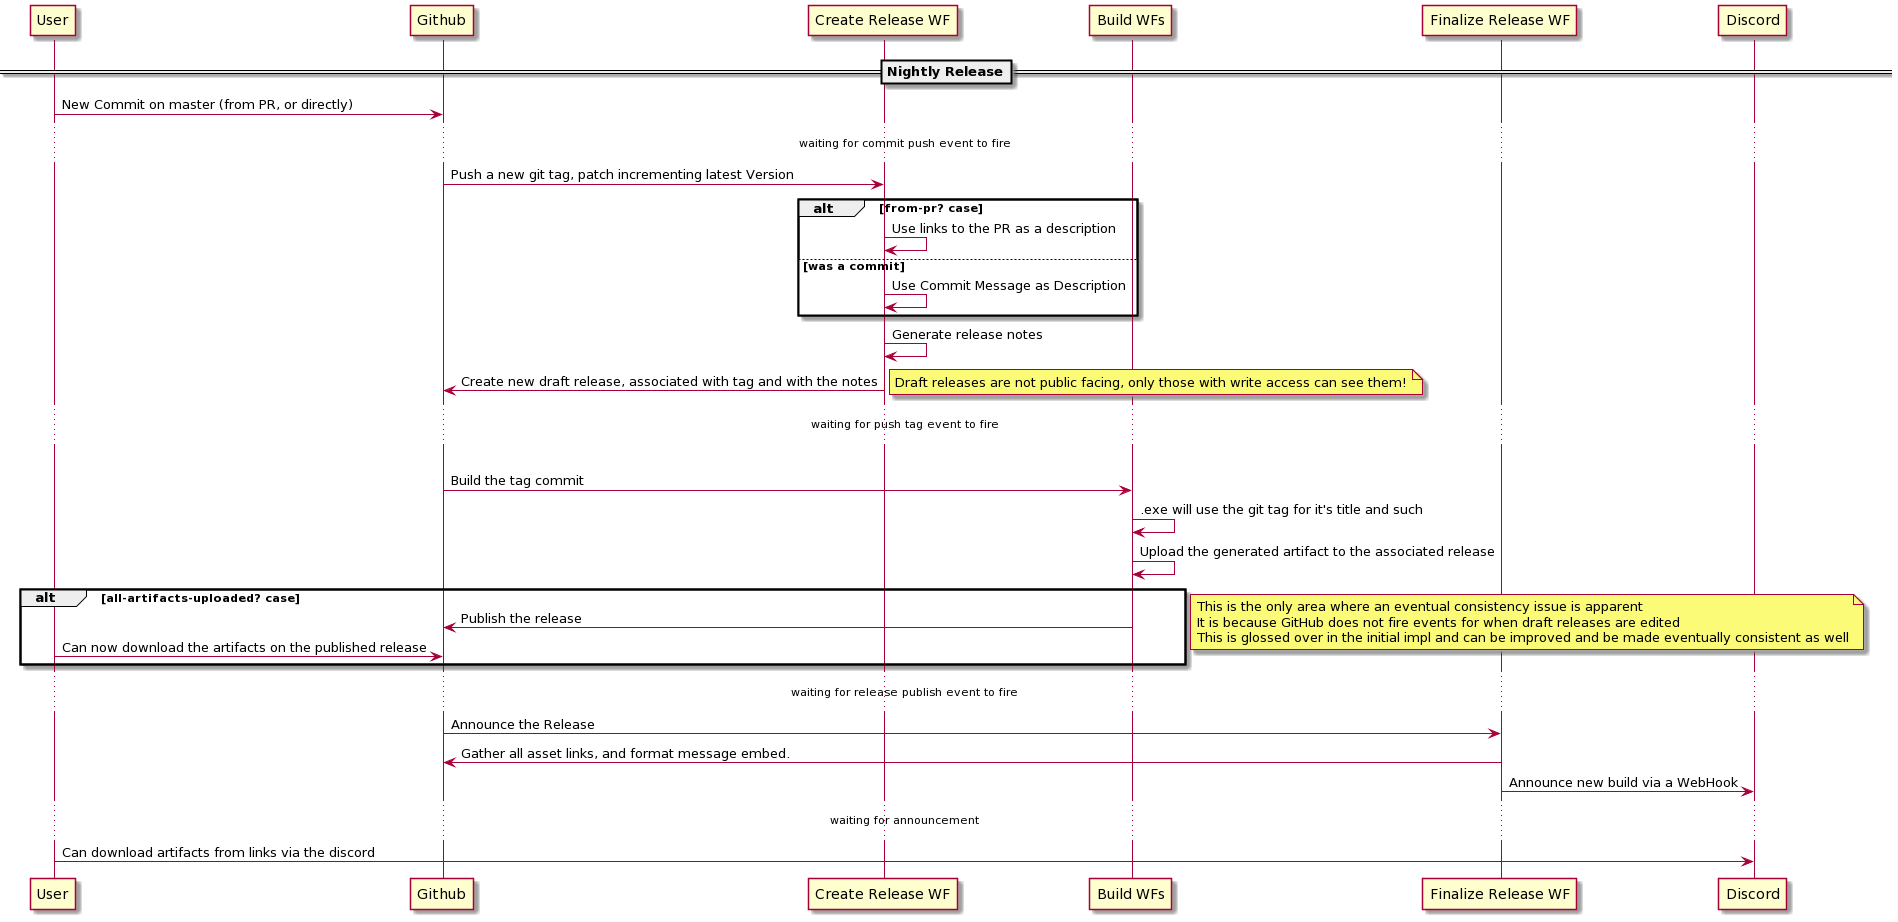 User
Github
Create Release WF
Build WFs
Finalize Release WF
Discord
Nightly Release
New Commit on master (from PR, or directly)
waiting for commit push event to fire
Push a new git tag, patch incrementing latest Version
alt [from-pr? case]
Use links to the PR as a description
[was a commit]
Use Commit Message as Description
Generate release notes
Create new draft release, associated with tag and with the notes
Draft releases are not public facing, only those with write access can see them!
waiting for push tag event to fire
Build the tag commit
.exe will use the git tag for it's title and such
Upload the generated artifact to the associated release
alt [all-artifacts-uploaded? case]
This is the only area where an eventual consistency issue is apparent
It is because GitHub does not fire events for when draft releases are edited
This is glossed over in the initial impl and can be improved and be made eventually consistent as well
Publish the release
Can now download the artifacts on the published release
waiting for release publish event to fire
Announce the Release
Gather all asset links, and format message embed.
Announce new build via a WebHook
waiting for announcement
Can download artifacts from links via the discord
User
Github
Create Release WF
Build WFs
Finalize Release WF
Discord